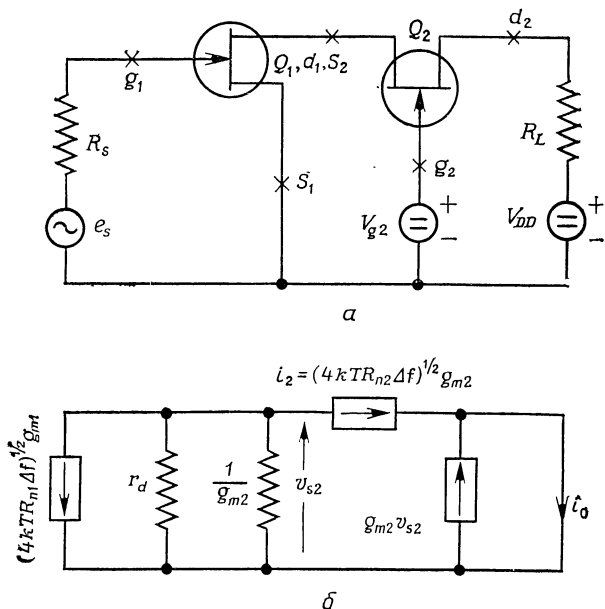 d₂
Q₂
Q₁, d₁, S₂
g₁
R_s
R_L
S₁
g₂
e_s
V_g2
+
−
V_DD
+
−
а
i₂ = (4kTR_n2 Δf)^1/2 g_m2
(4kTR_n1 Δf)^1/2 g_m1
r_d
1/g_m2
v_s2
g_m2 v_s2
i₀
б